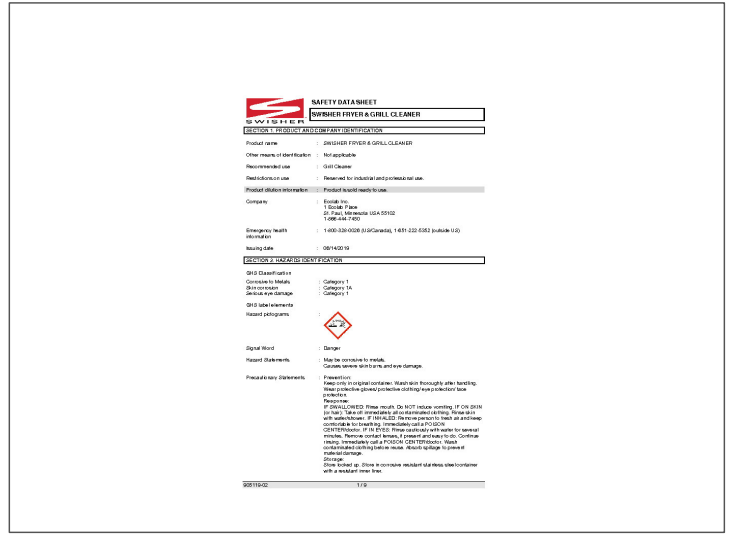 SAFETY DATA SHEET
SWISHER FRYER & GRILL CLEANER
SWISHER
SECTION 1. PRODUCT AND COMPANY IDENTIFICATION
Product name : SWISHER FRYER & GRILL CLEANER
Other means of identification : Not applicable
Recommended use : Grill Cleaner
Restrictions on use : Reserved for industrial and professional use.
Product dilution information : Product is sold ready to use.
Company : Ecolab Inc.
1 Ecolab Place
St. Paul, Minnesota USA 55102
1-866-444-7450
Emergency health information : 1-800-328-0026 (US/Canada), 1-651-222-5352 (outside US)
Issuing date : 06/14/2019
SECTION 2. HAZARDS IDENTIFICATION
GHS Classification
Corrosive to Metals : Category 1
Skin corrosion : Category 1A
Serious eye damage : Category 1
GHS label elements
Hazard pictograms :
Signal Word : Danger
Hazard Statements : May be corrosive to metals.
Causes severe skin burns and eye damage.
Precautionary Statements : Prevention:
Keep only in original container. Wash skin thoroughly after handling.
Wear protective gloves/ protective clothing/ eye protection/ face
protection.
Response:
IF SWALLOWED: Rinse mouth. Do NOT induce vomiting. IF ON SKIN
(or hair): Take off immediately all contaminated clothing. Rinse skin
with water/shower. IF INHALED: Remove person to fresh air and keep
comfortable for breathing. Immediately call a POISON
CENTER/doctor. IF IN EYES: Rinse cautiously with water for several
minutes. Remove contact lenses, if present and easy to do. Continue
rinsing. Immediately call a POISON CENTER/doctor. Wash
contaminated clothing before reuse. Absorb spillage to prevent
material damage.
Storage:
Store locked up. Store in corrosive resistant stainless steel container
with a resistant inner liner.
905119-02 1 / 9